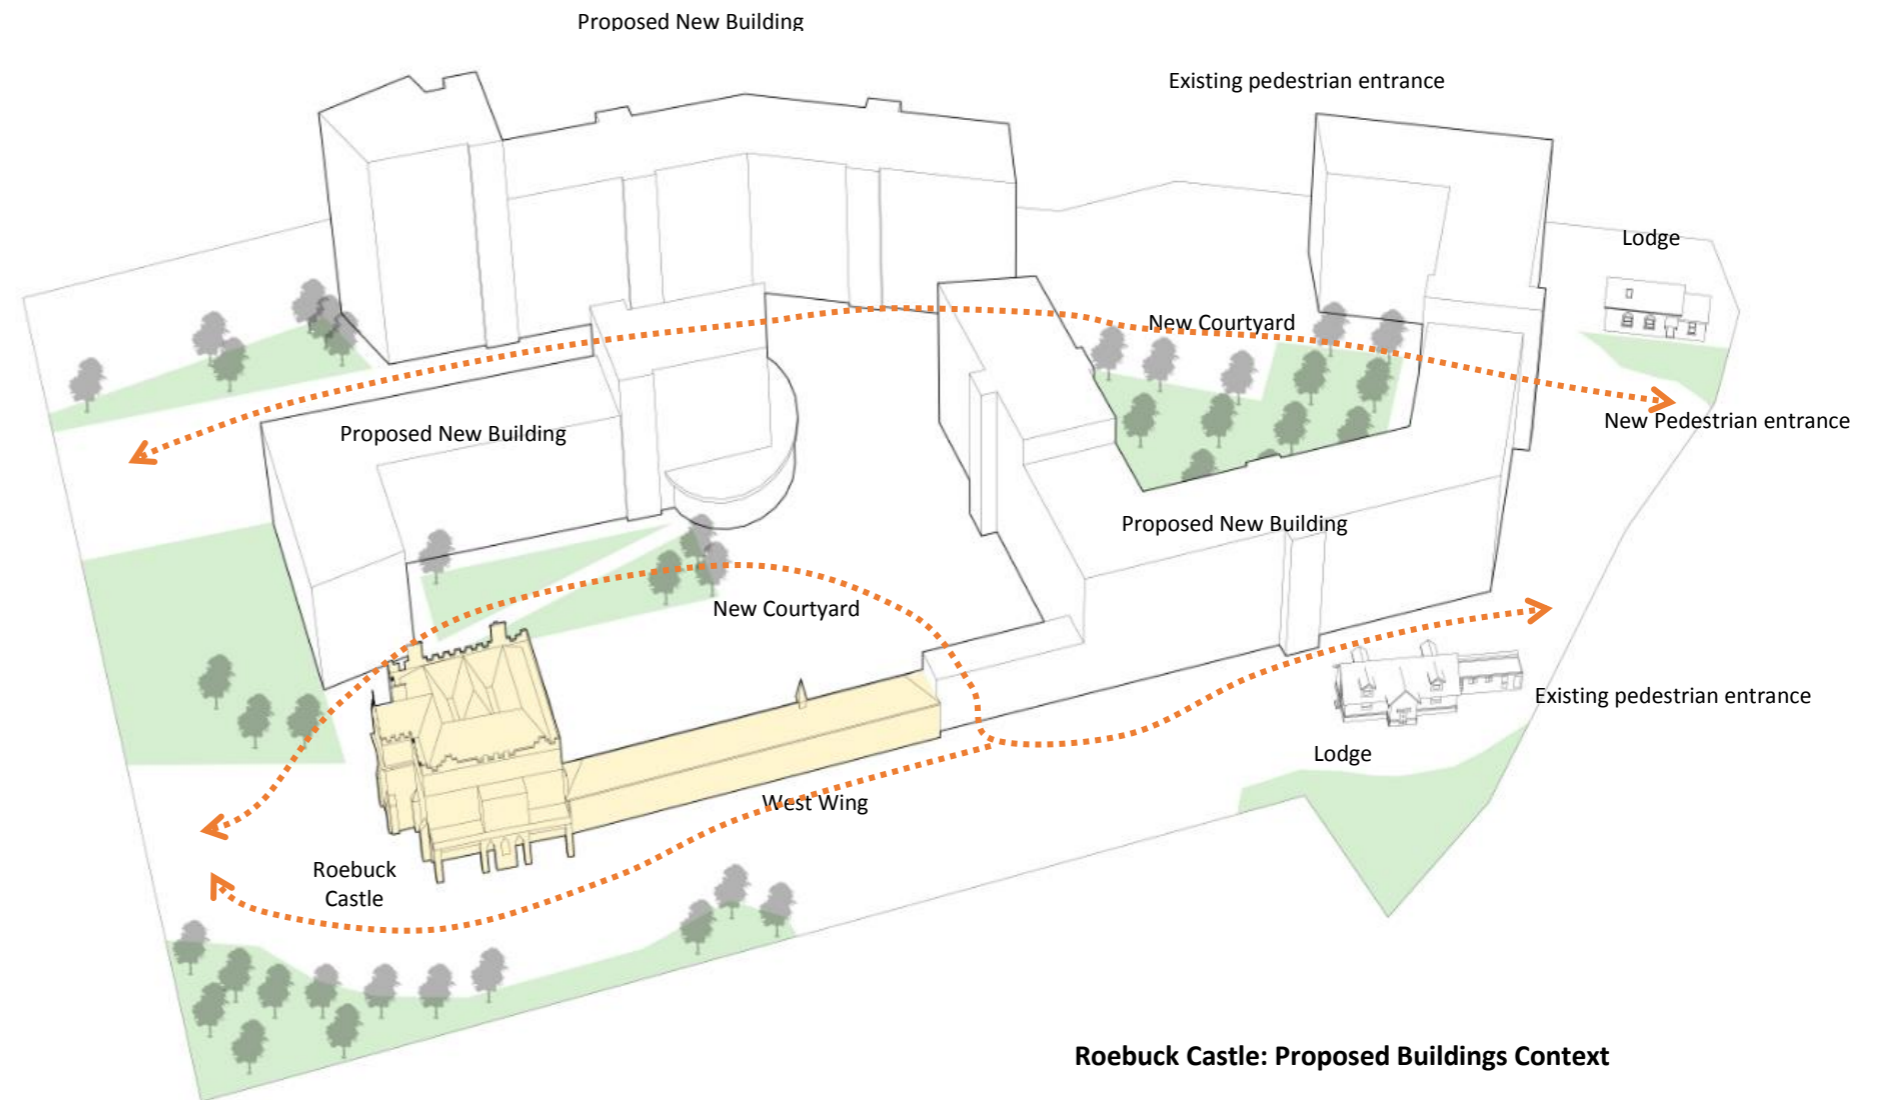 Proposed New Building
Existing pedestrian entrance
Lodge
New Courtyard
New Pedestrian entrance
Proposed New Building
Proposed New Building
New Courtyard
Existing pedestrian entrance
Lodge
West Wing
Roebuck
Castle
Roebuck Castle: Proposed Buildings Context